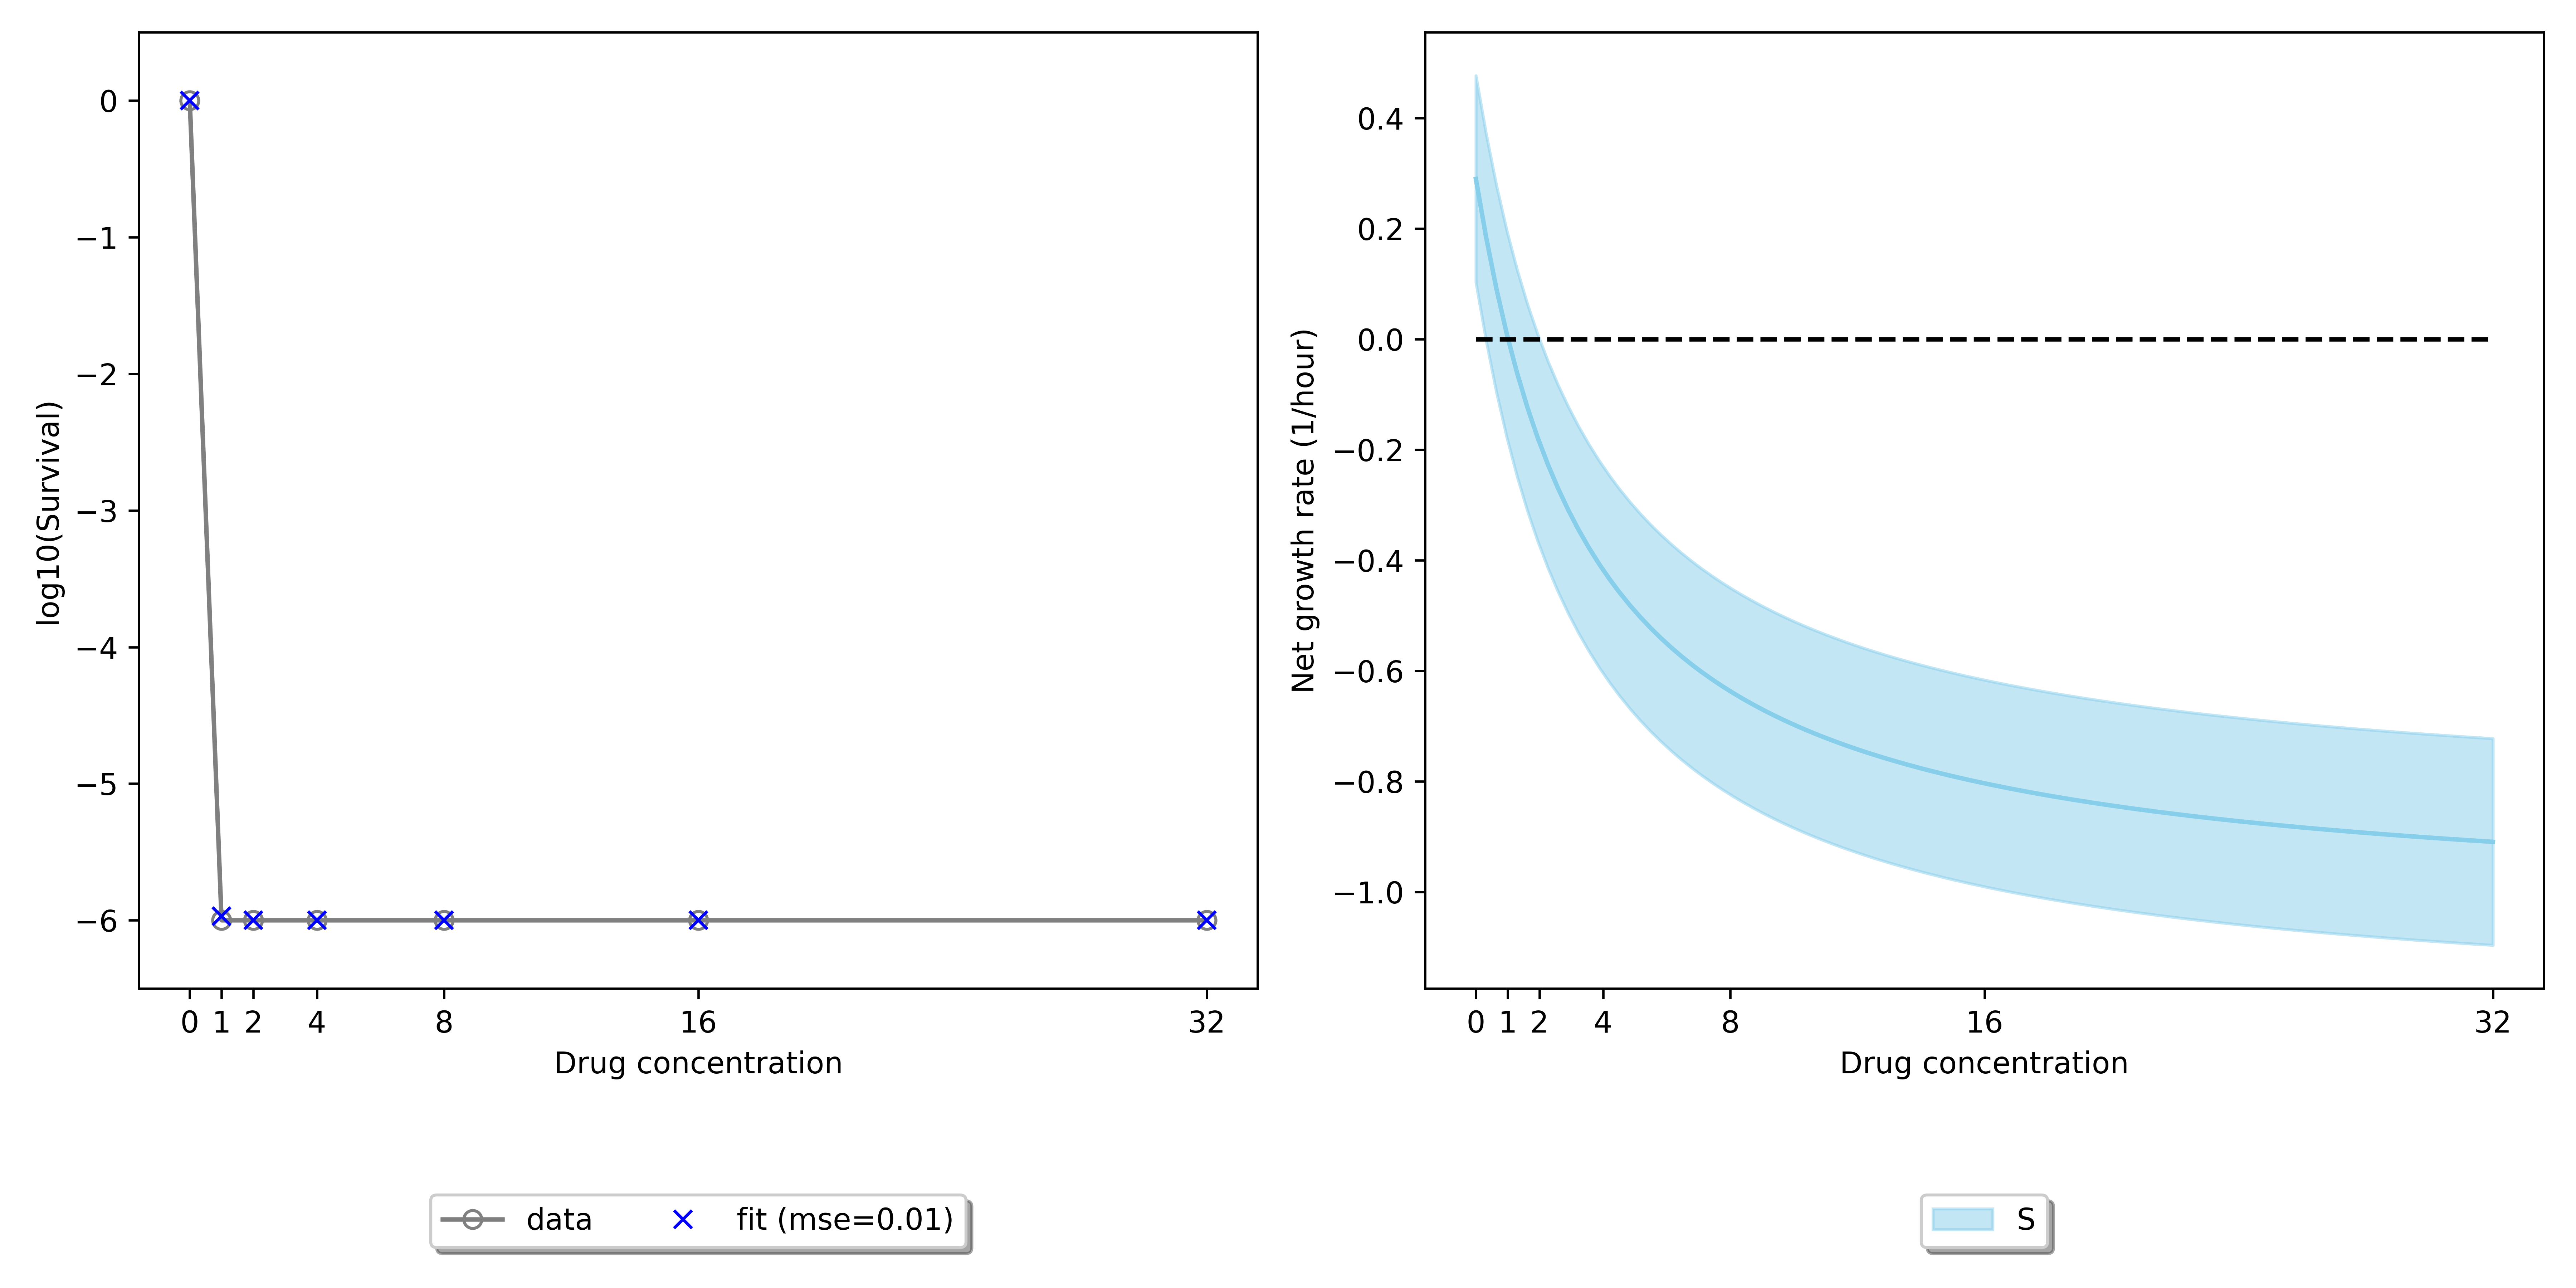 log10(Survival)
0
−1
−2
−3
−4
−5
−6
0 1 2 4 8 16 32
Drug concentration
data fit (mse=0.01)
Net growth rate (1/hour)
0.4
0.2
0.0
−0.2
−0.4
−0.6
−0.8
−1.0
0 1 2 4 8 16 32
Drug concentration
S